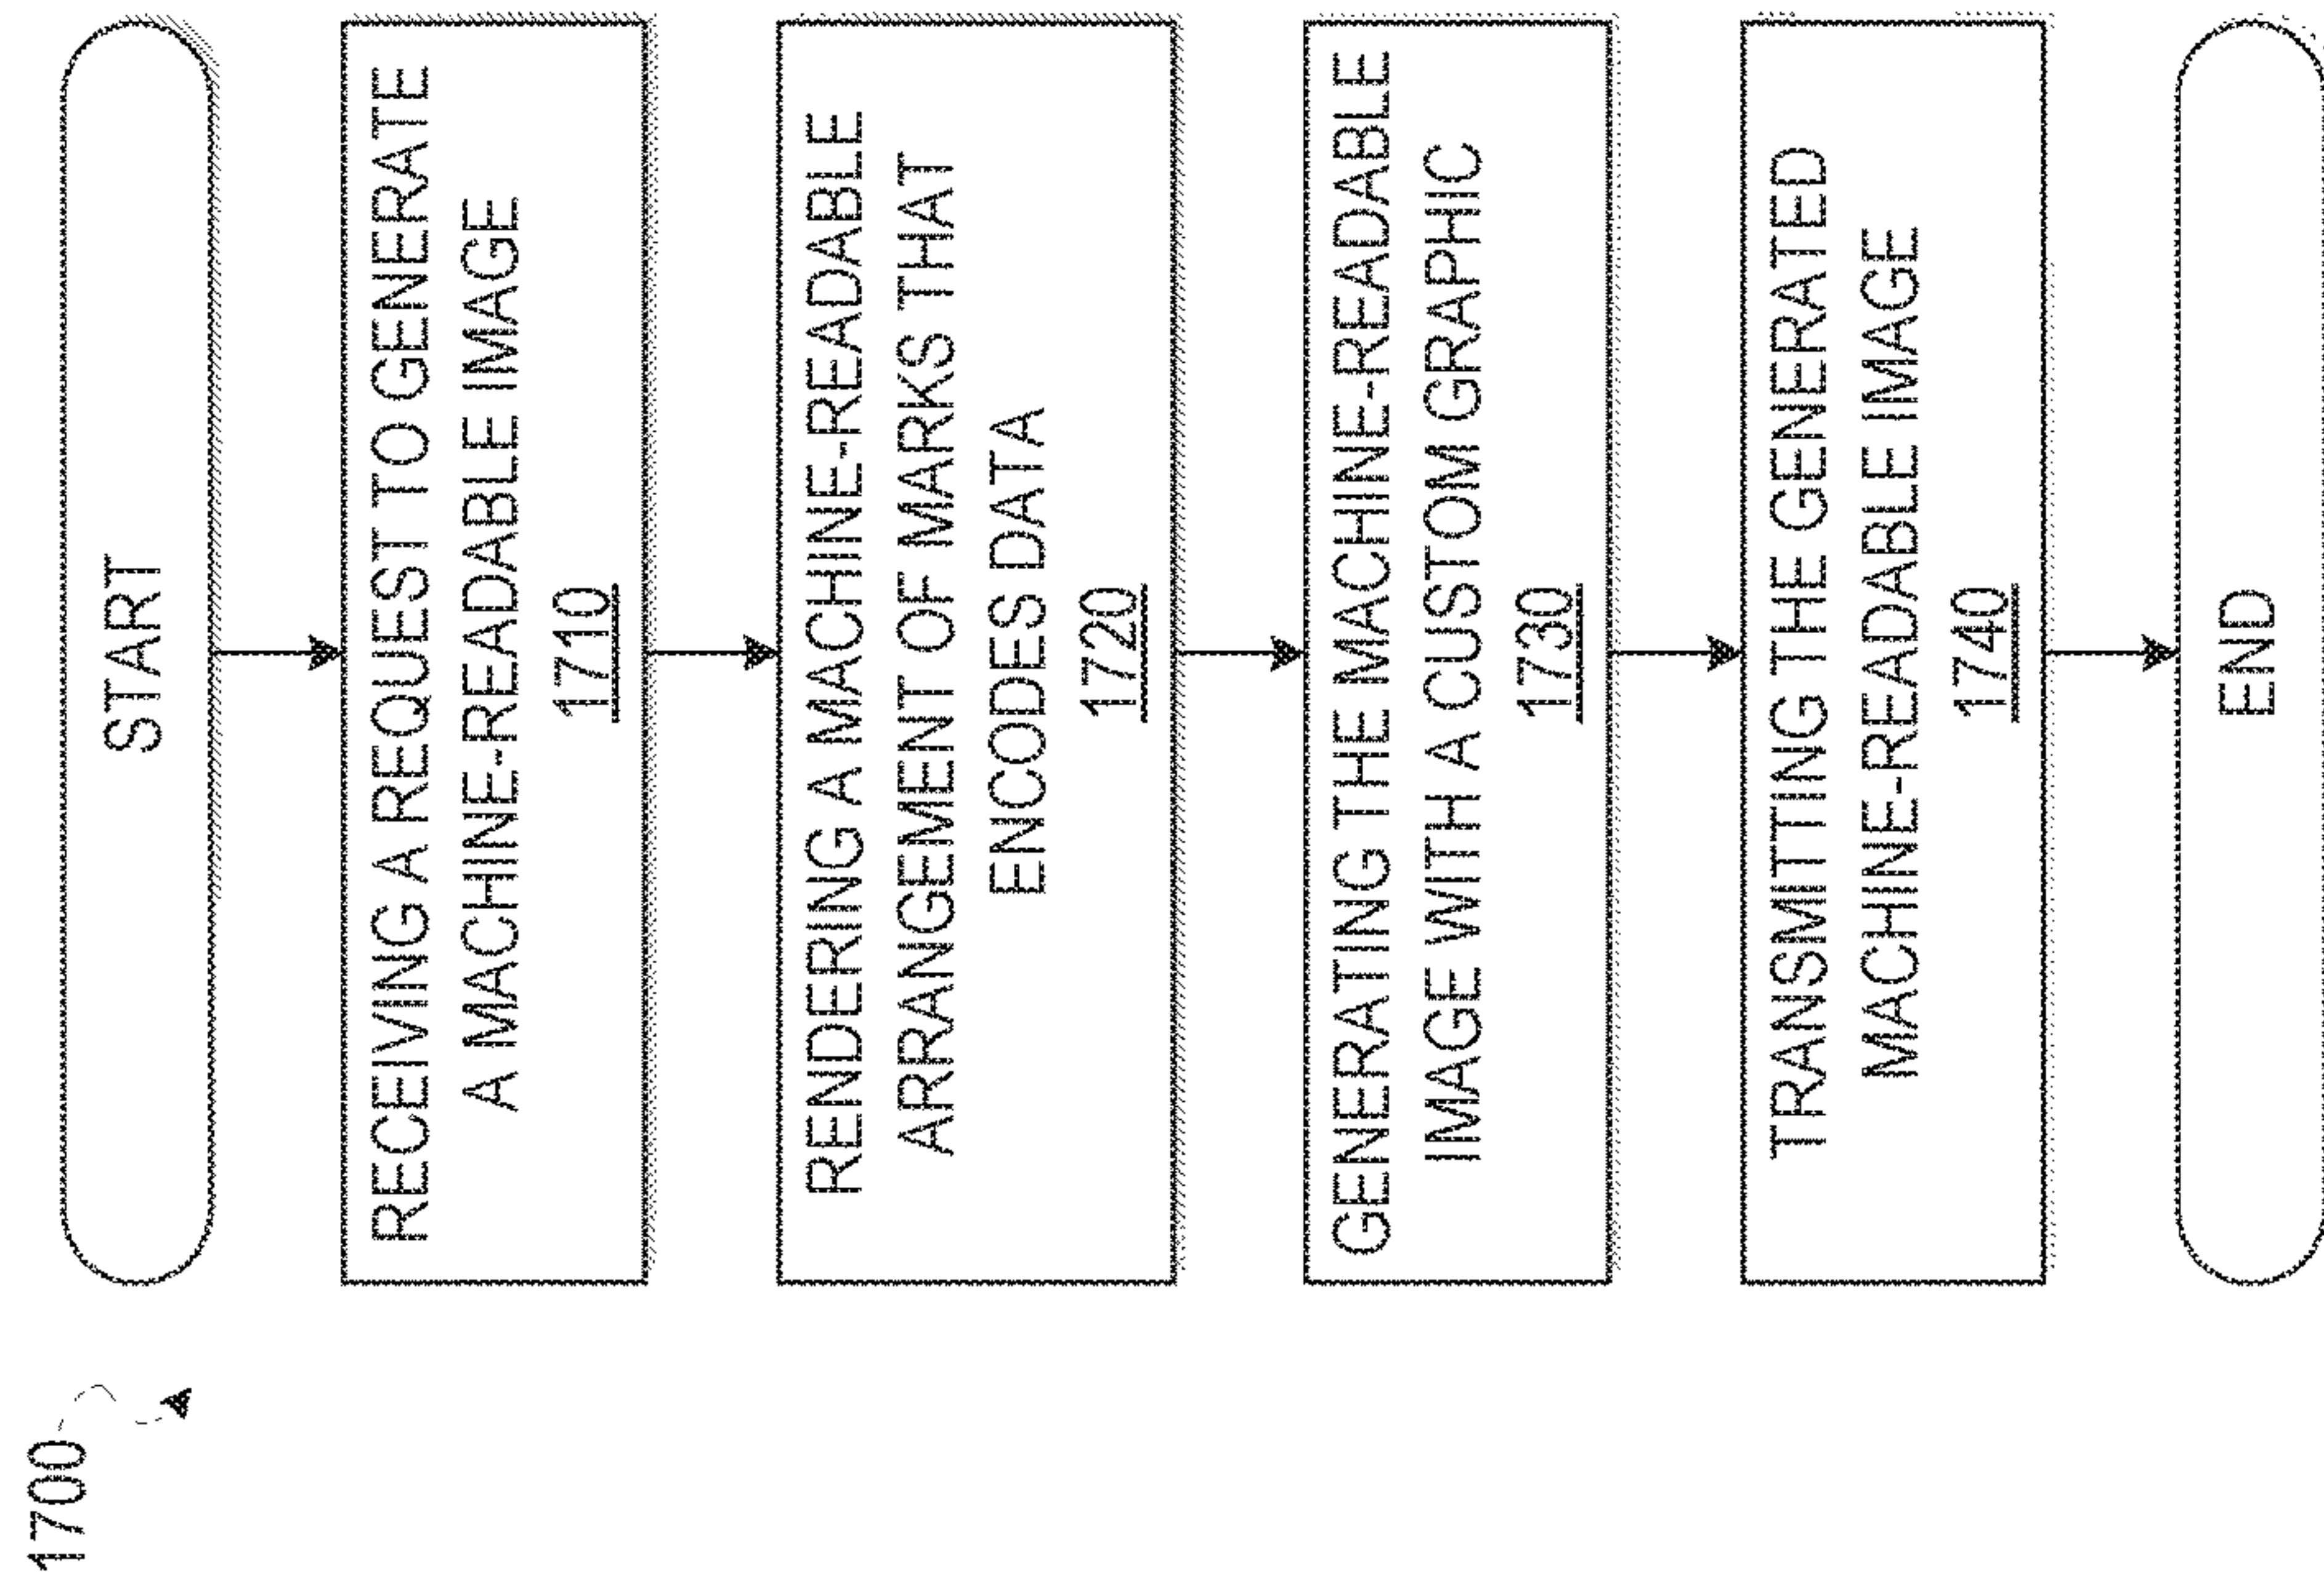 1700
START
RECEIVING A REQUEST TO GENERATE
A MACHINE-READABLE IMAGE
1710
RENDERING A MACHINE-READABLE
ARRANGEMENT OF MARKS THAT
ENCODES DATA
1720
GENERATING THE MACHINE-READABLE
IMAGE WITH A CUSTOM GRAPHIC
1730
TRANSMITTING THE GENERATED
MACHINE-READABLE IMAGE
1740
END